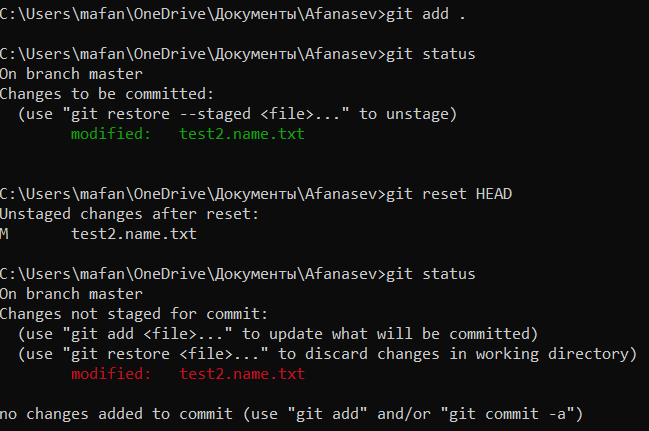 C:\Users\mafan\OneDrive\Документы\Afanasev>git add .
C:\Users\mafan\OneDrive\Документы\Afanasev>git status
On branch master
Changes to be committed:
  (use "git restore --staged <file>..." to unstage)
        modified:   test2.name.txt
C:\Users\mafan\OneDrive\Документы\Afanasev>git reset HEAD
Unstaged changes after reset:
M       test2.name.txt
C:\Users\mafan\OneDrive\Документы\Afanasev>git status
On branch master
Changes not staged for commit:
  (use "git add <file>..." to update what will be committed)
  (use "git restore <file>..." to discard changes in working directory)
        modified:   test2.name.txt
no changes added to commit (use "git add" and/or "git commit -a")